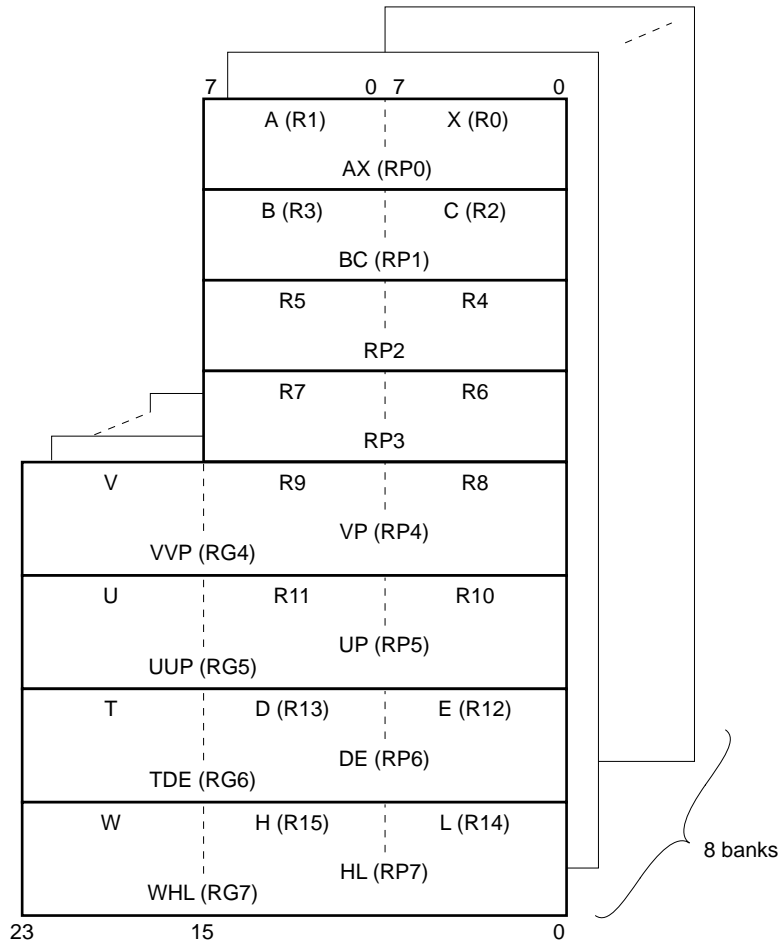 7 0 7 0
A (R1) X (R0)
AX (RP0)
B (R3) C (R2)
BC (RP1)
R5 R4
RP2
R7 R6
RP3
V R9 R8
VP (RP4)
VVP (RG4)
U R11 R10
UP (RP5)
UUP (RG5)
T D (R13) E (R12)
DE (RP6)
TDE (RG6)
W H (R15) L (R14)
HL (RP7)
WHL (RG7)
8 banks
23 15 0